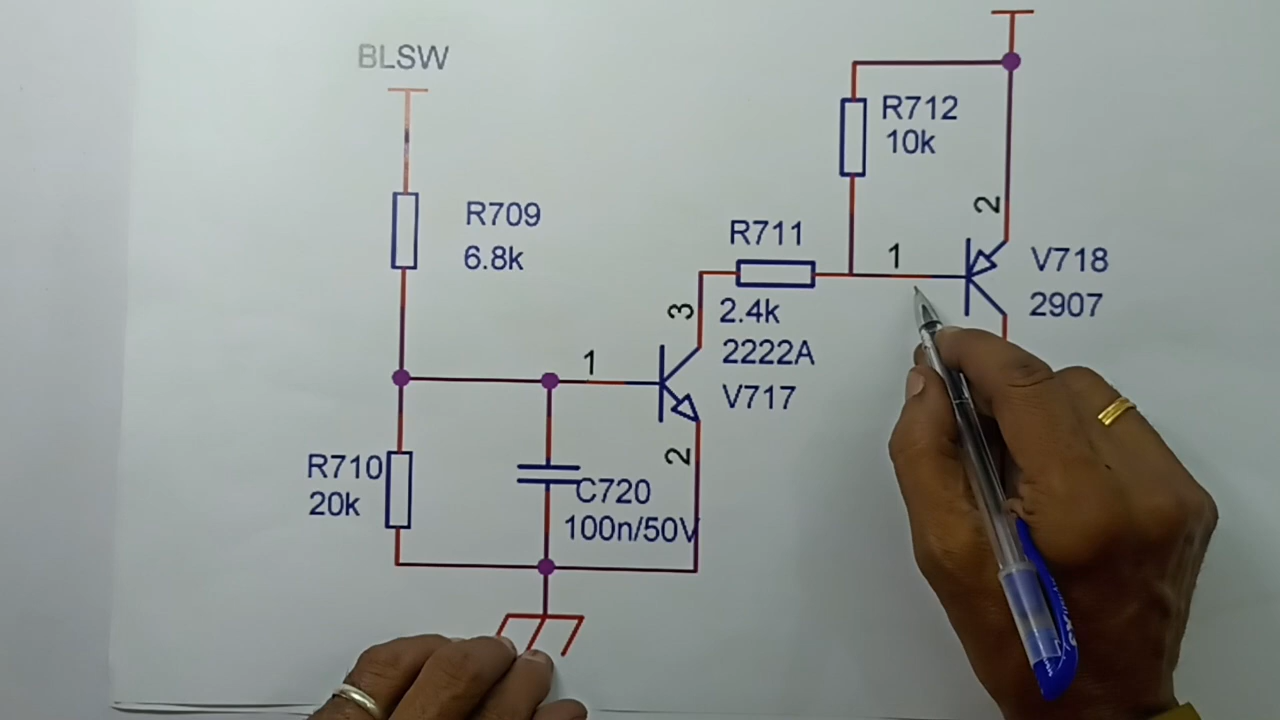 BLSW
R709
6.8k
R710
20k
1
C720
100n/50V
3
2
2222A
V717
R711
2.4k
R712
10k
1
2
V718
2907